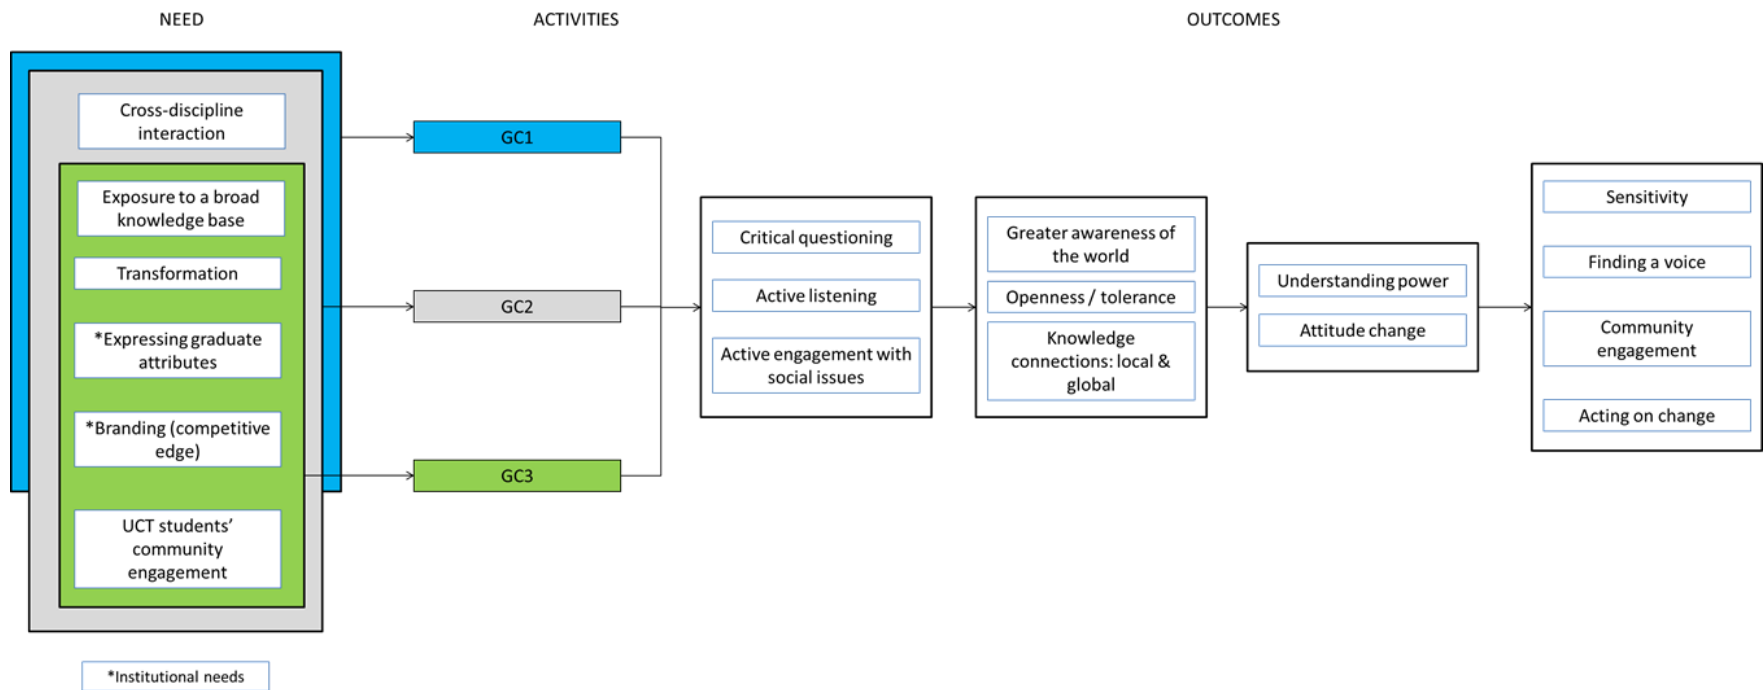 NEED
ACTIVITIES
OUTCOMES
Cross-discipline
interaction
Exposure to a broad
knowledge base
Transformation
*Expressing graduate
attributes
*Branding (competitive
edge)
UCT students’
community
engagement
*Institutional needs
GC1
GC2
GC3
Critical questioning
Active listening
Active engagement with
social issues
Greater awareness of
the world
Openness / tolerance
Knowledge
connections: local &
global
Understanding power
Attitude change
Sensitivity
Finding a voice
Community
engagement
Acting on change